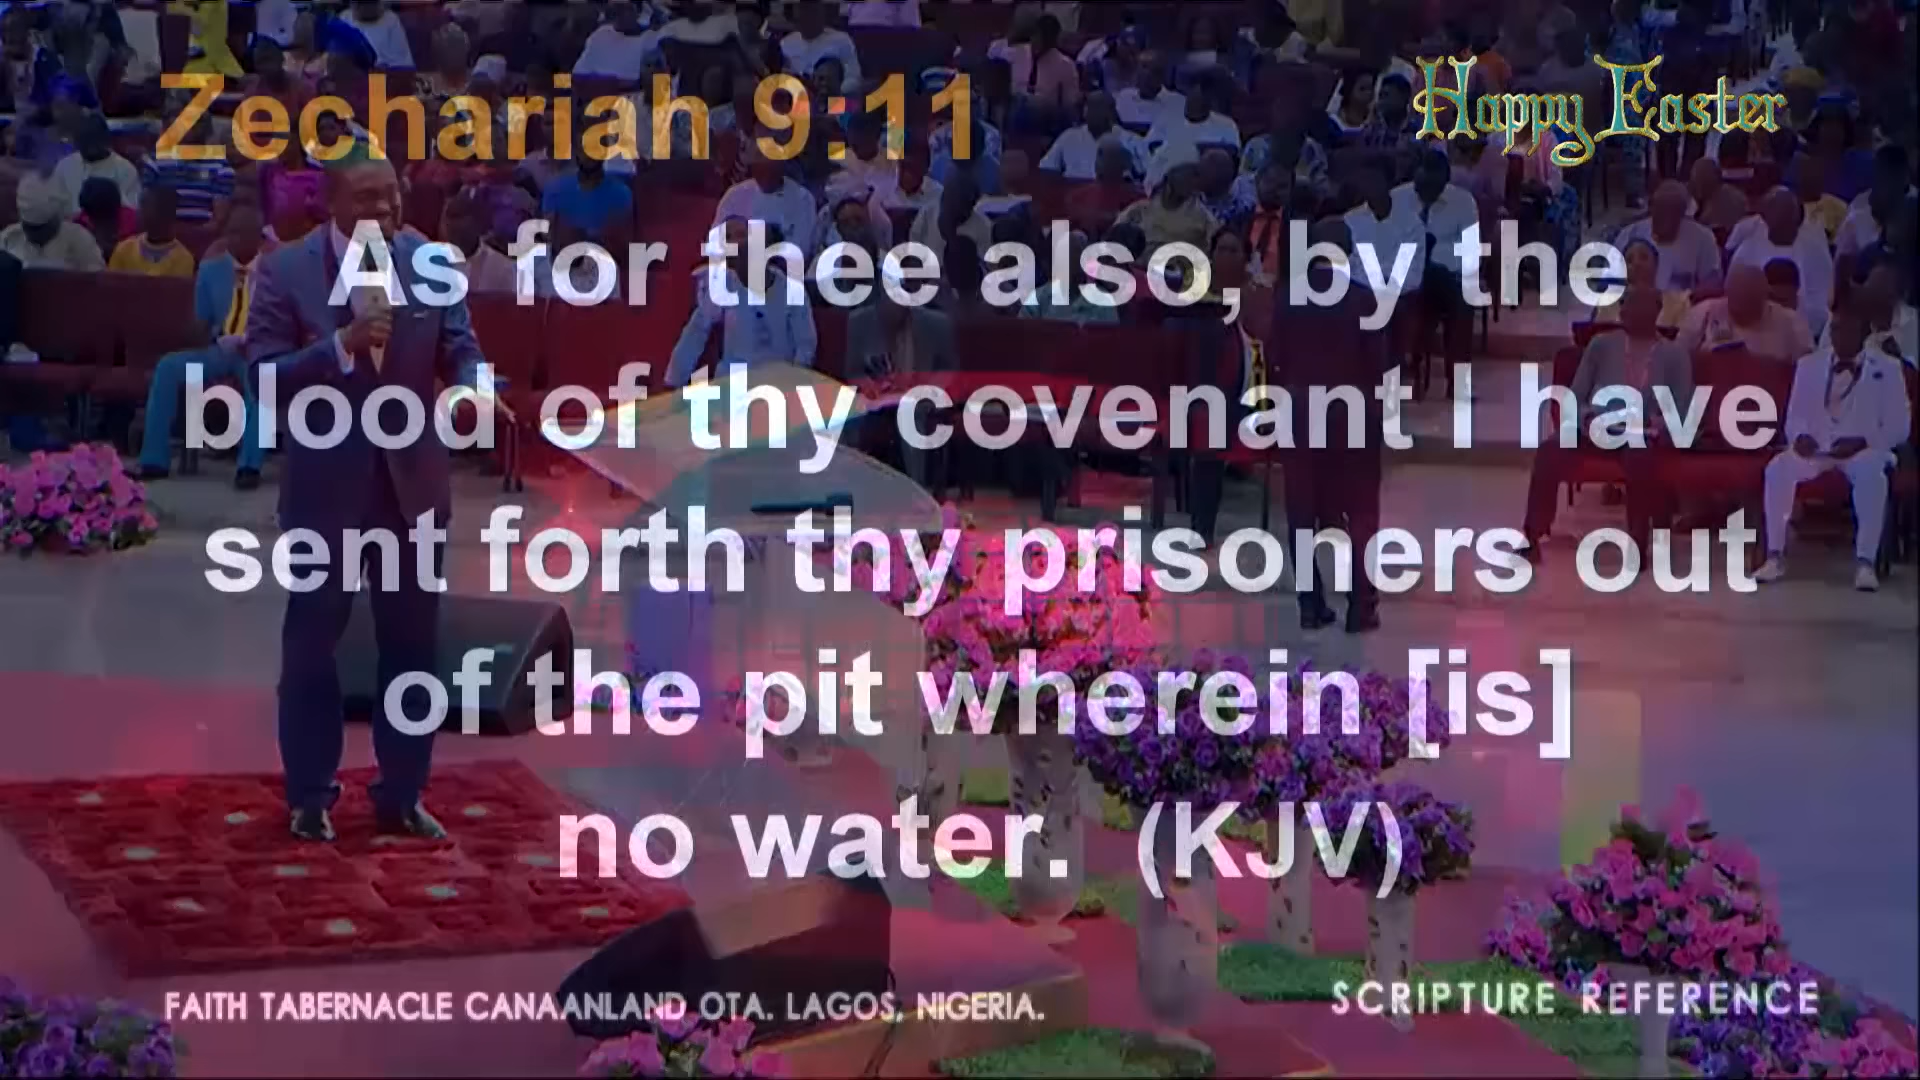 Zechariah 9:11
Happy Easter
As for thee also, by the
blood of thy covenant I have
sent forth thy prisoners out
of the pit wherein [is]
no water. (KJV)
FAITH TABERNACLE CANAANLAND OTA. LAGOS, NIGERIA.
SCRIPTURE REFERENCE